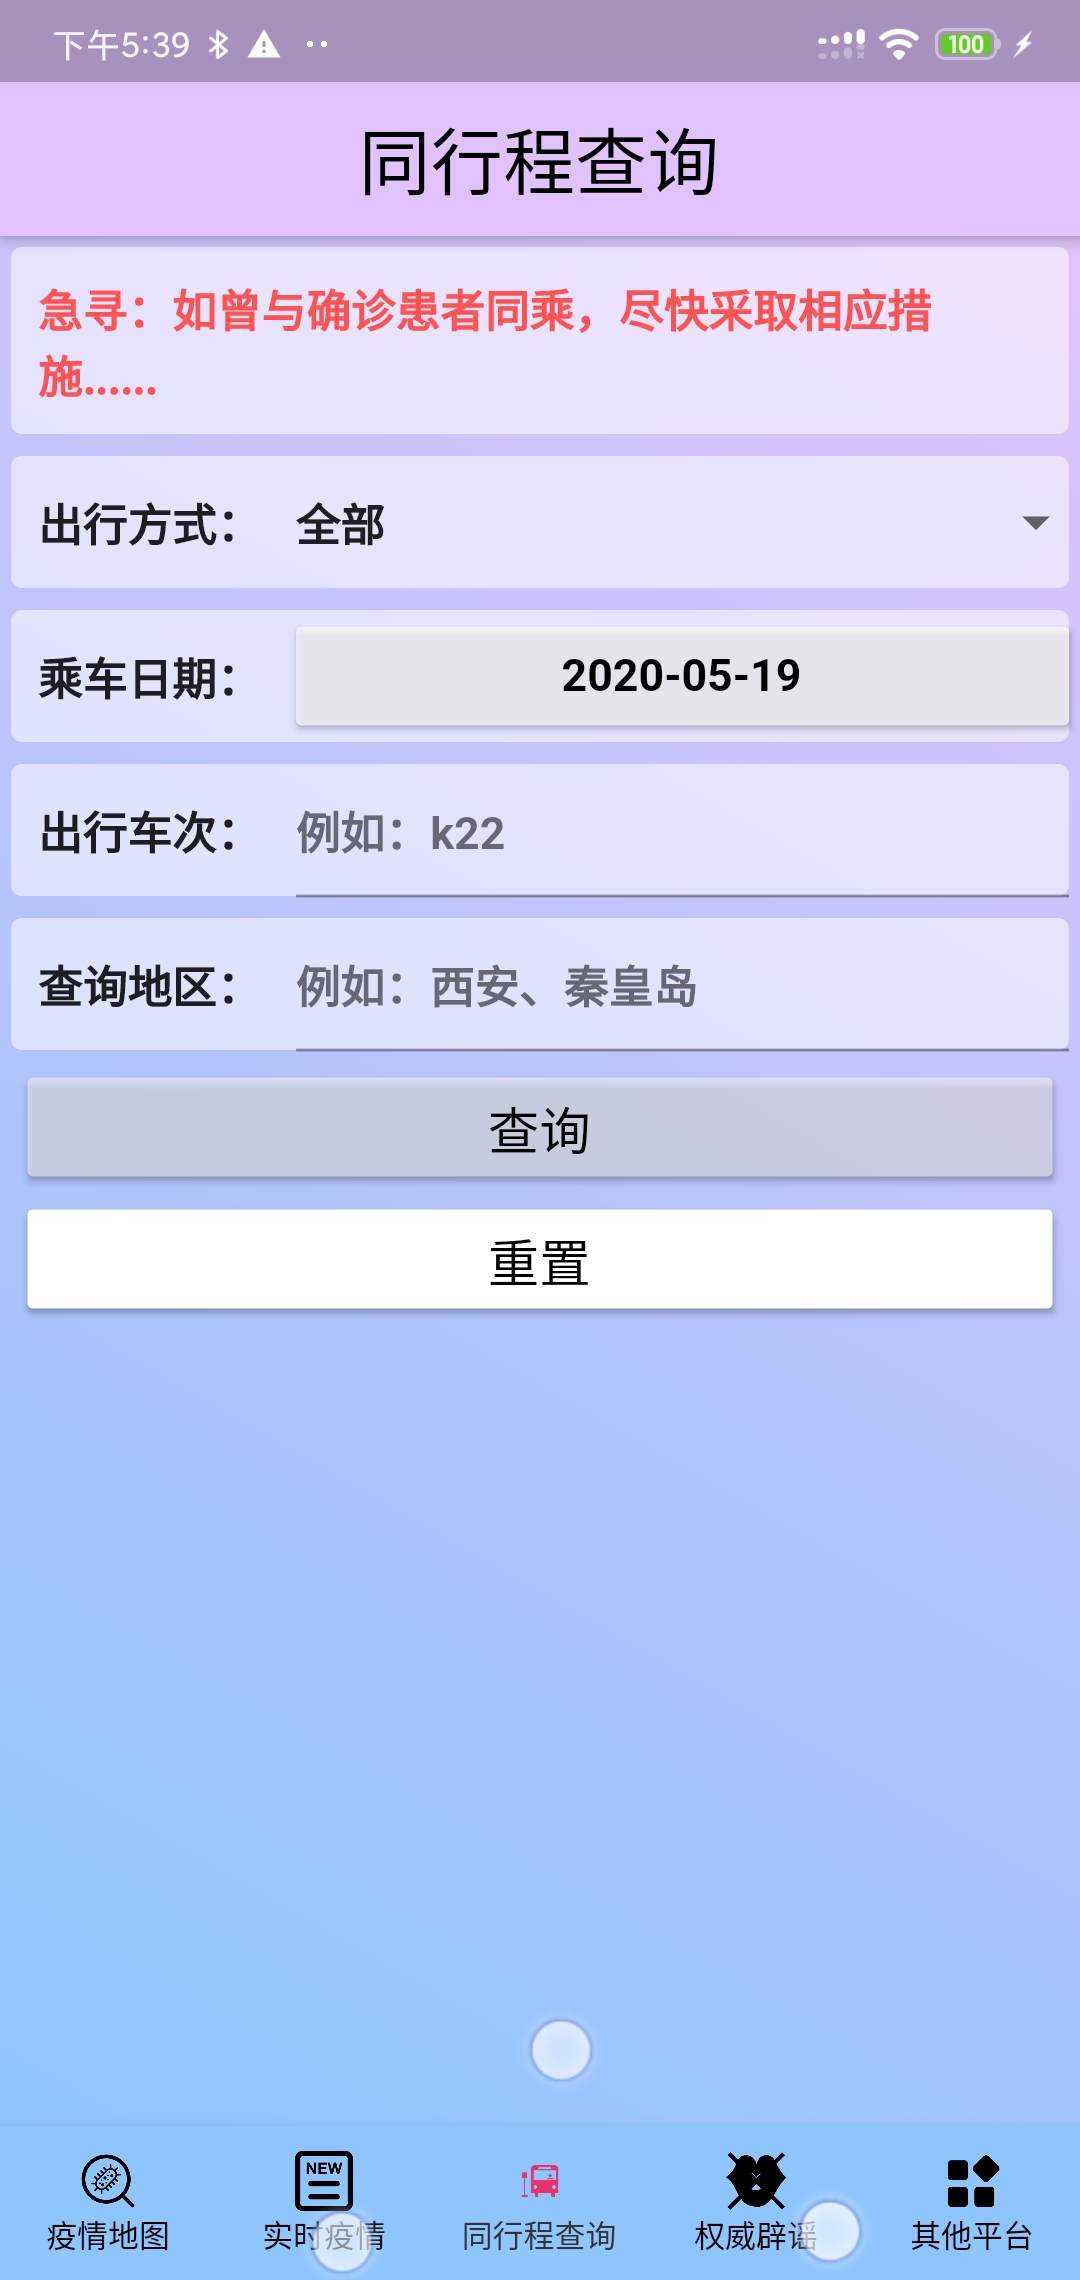 下午5:39
100
同行程查询
急寻：如曾与确诊患者同乘，尽快采取相应措
施......
出行方式： 全部
乘车日期： 2020-05-19
出行车次： 例如：k22
查询地区： 例如：西安、秦皇岛
查询
重置
NEW
疫情地图 实时疫情 同行程查询 权威辟谣 其他平台